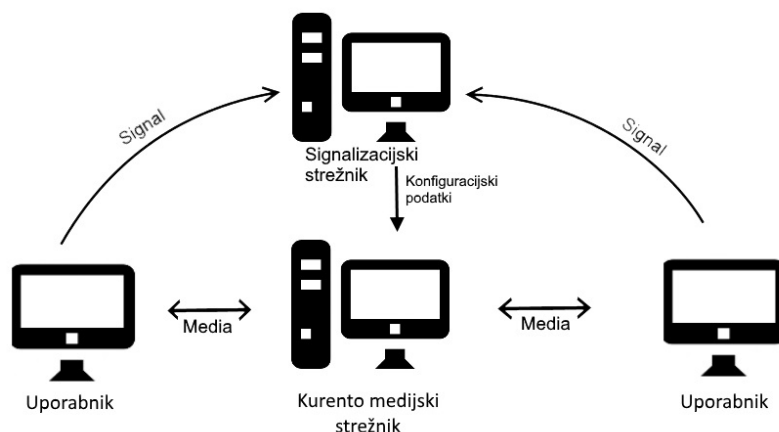 Signal
Signal
Signalizacijski
strežnik
Konfiguracijski
podatki
Media
Media
Uporabnik
Kurento medijski
strežnik
Uporabnik